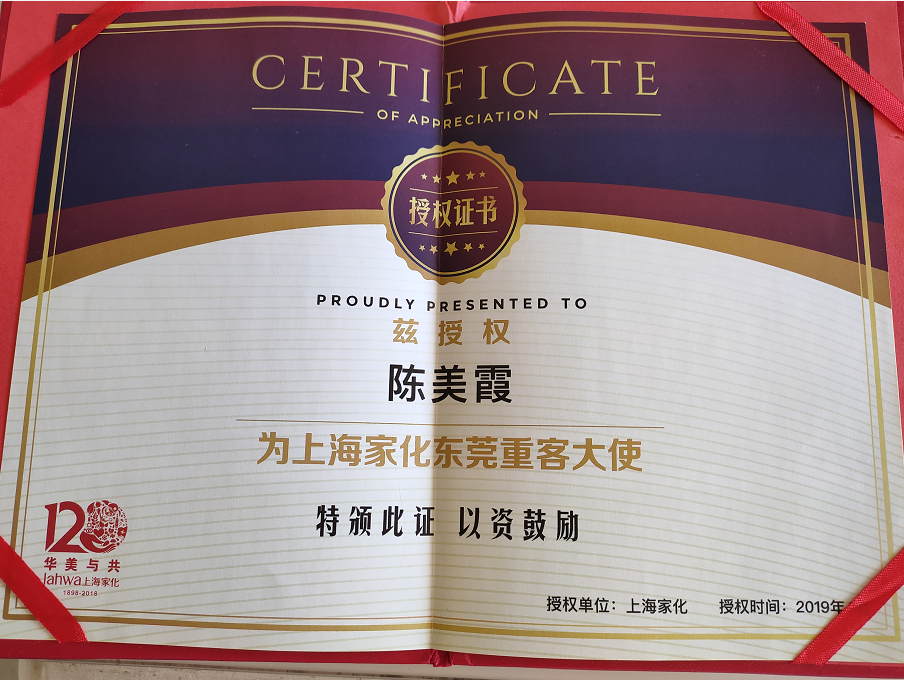 CERTIFICATE
OF APPRECIATION
授权证书
PROUDLY PRESENTED TO
兹授权
陈美霞
为上海家化东莞重客大使
特颁此证 以资鼓励
120
华美与共
Jahwa上海家化
1898-2018
授权单位：上海家化 授权时间：2019年